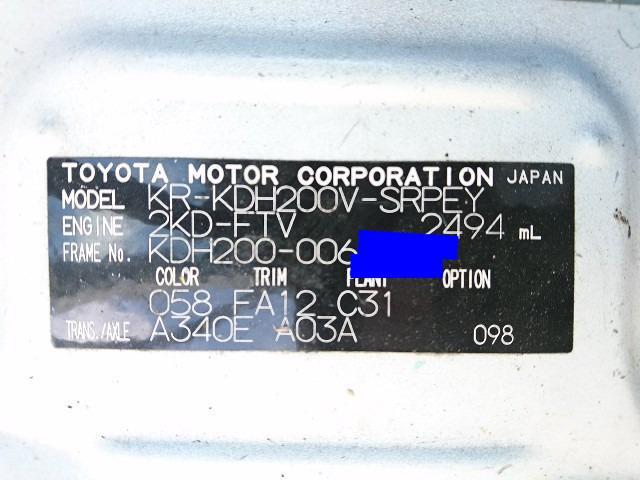 TOYOTA MOTOR CORPORATION JAPAN
MODEL KR-KDH200V-SRPEY
ENGINE 2KD-FTV 2494 mL
FRAME No. KDH200-006
COLOR TRIM PLANT OPTION
058 FA12 C31
TRANS./AXLE A340E A03A 098